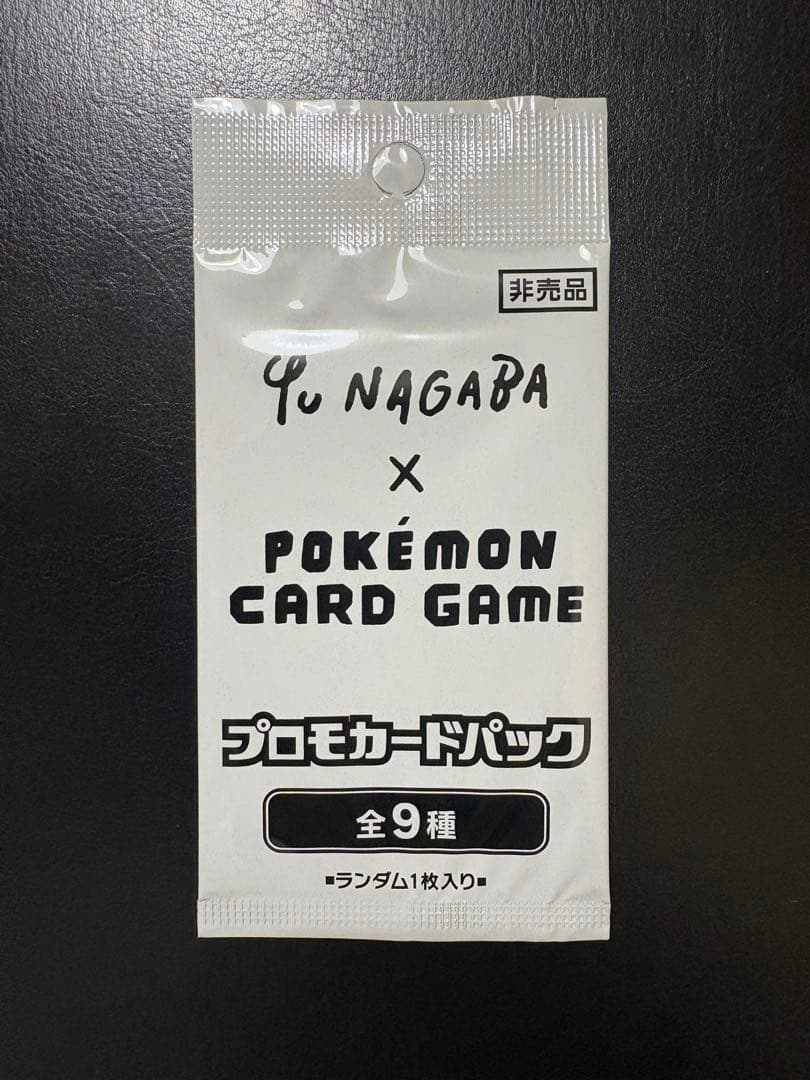 非売品
Yu NAGABA
×
POKÉMON
CARD GAME
プロモカードパック
全9種
■ランダム1枚入り■